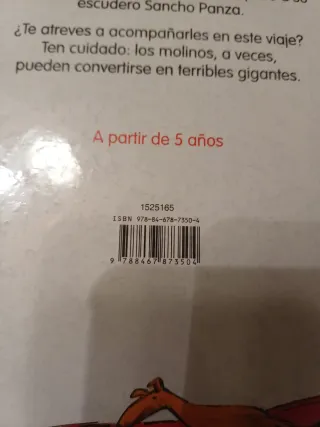 escudero Sancho Panza.
¿Te atreves a acompañarles en este viaje?
Ten cuidado: los molinos, a veces,
pueden convertirse en terribles gigantes.
A partir de 5 años
1525165
ISBN 978-84-678-7350-4
9 788467 873504